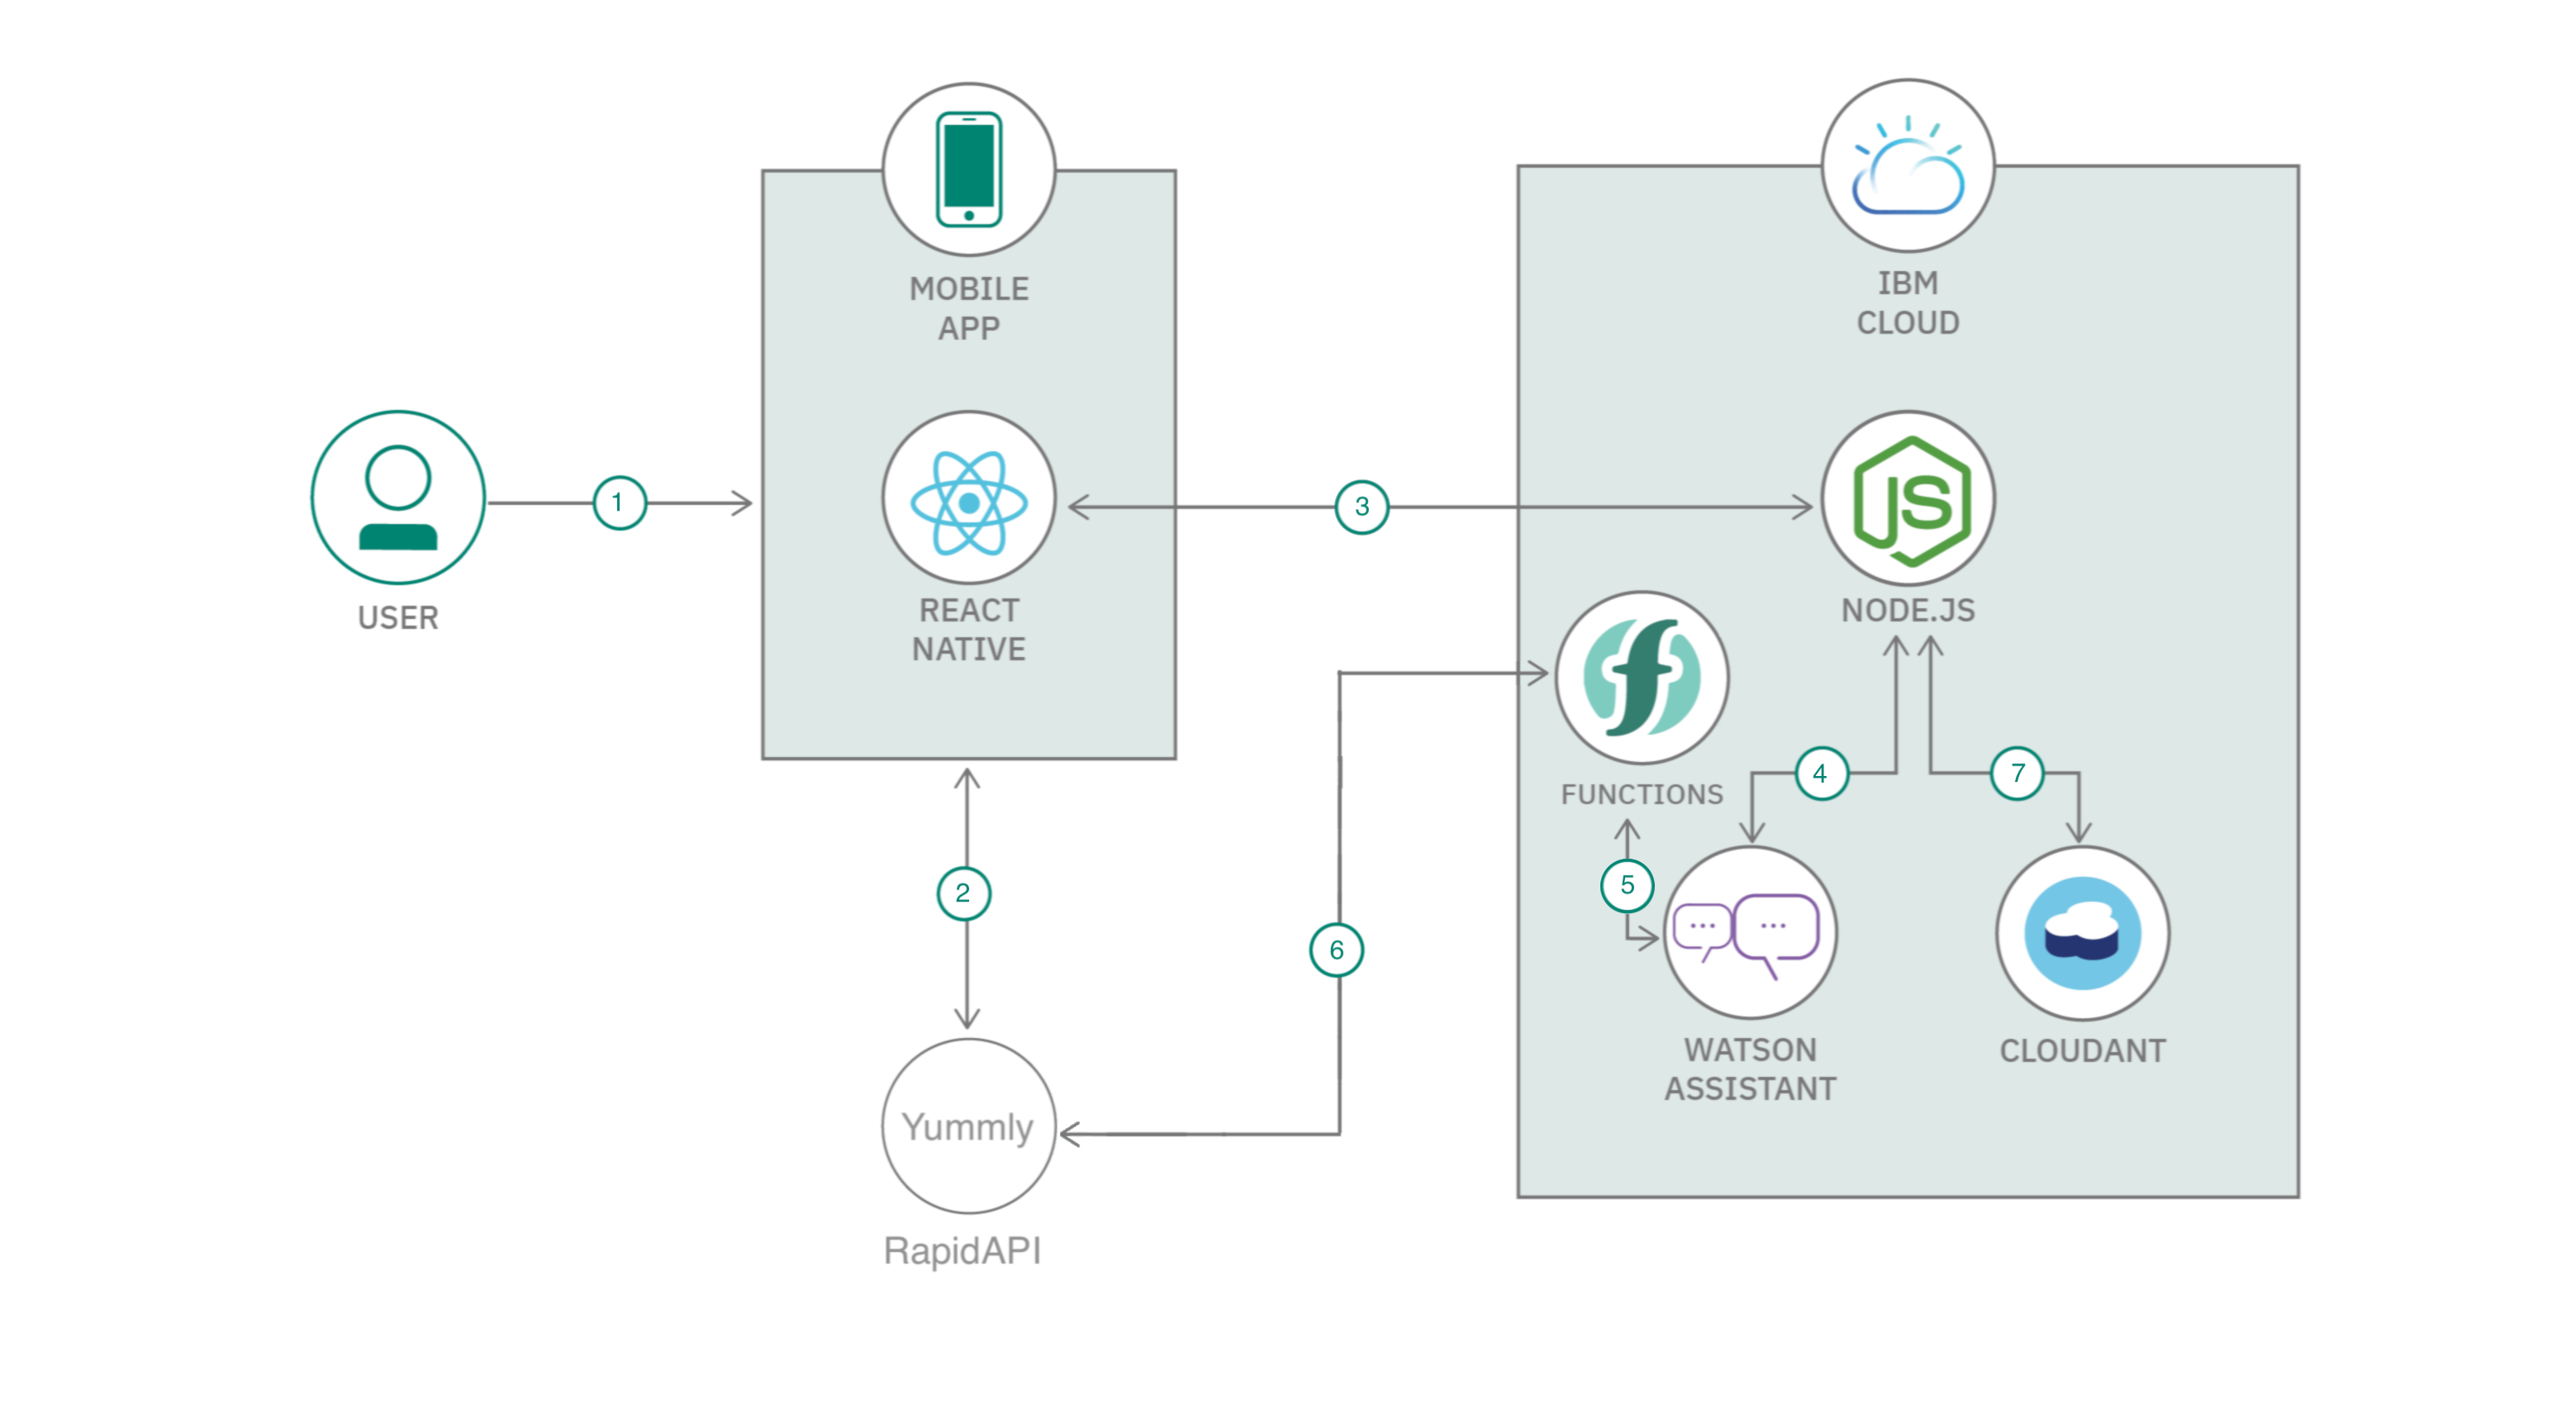 MOBILE
APP
IBM
CLOUD
USER
1
REACT
NATIVE
3
JS
NODE.JS
FUNCTIONS
4
7
5
2
6
WATSON
ASSISTANT
CLOUDANT
Yummly
RapidAPI